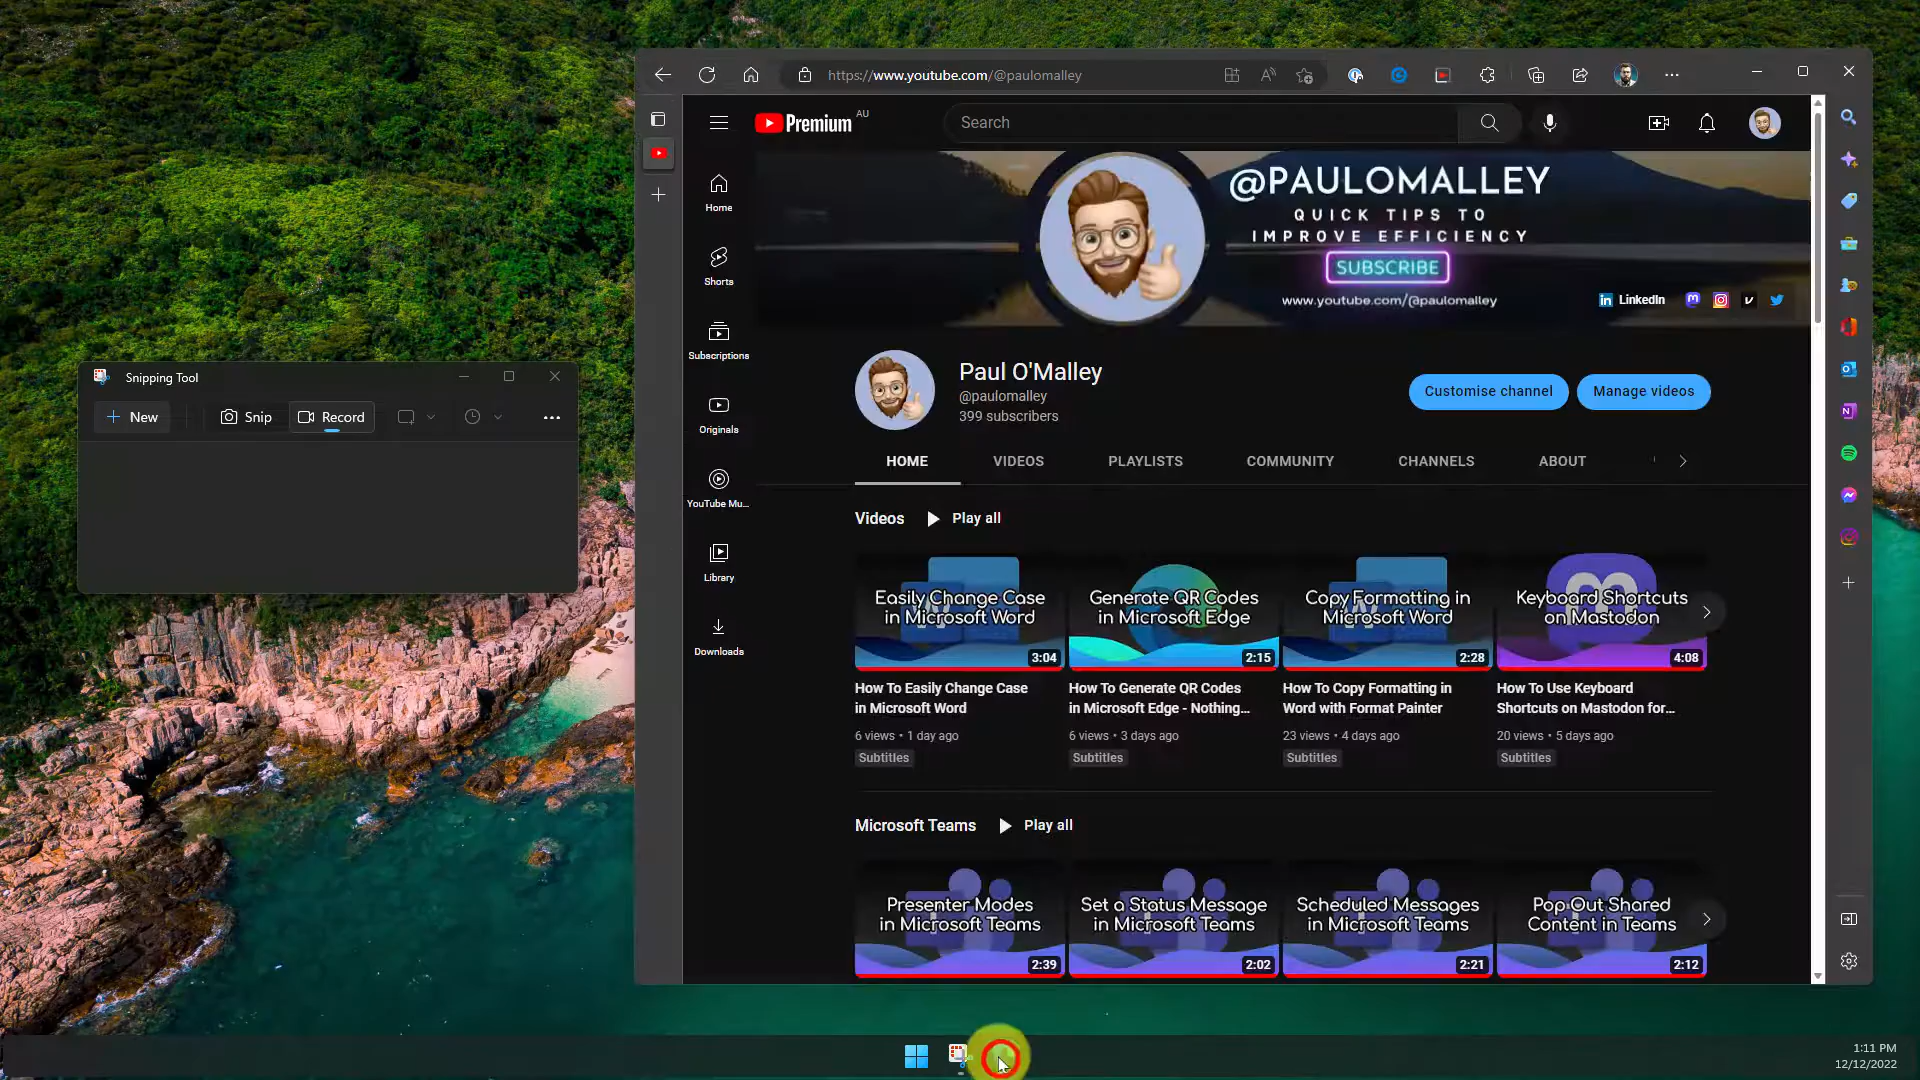 https://www.youtube.com/@paulomalley
Premium
AU
Search
Home
Shorts
Subscriptions
Originals
YouTube Mu...
Library
Downloads
@PAULOMALLEY
QUICK TIPS TO
IMPROVE EFFICIENCY
SUBSCRIBE
www.youtube.com/@paulomalley
LinkedIn
Snipping Tool
New
Snip
Record
Paul O'Malley
@paulomalley
399 subscribers
Customise channel
Manage videos
HOME
VIDEOS
PLAYLISTS
COMMUNITY
CHANNELS
ABOUT
Videos
Play all
Easily Change Case
in Microsoft Word
3:04
How To Easily Change Case
in Microsoft Word
6 views • 1 day ago
Subtitles
Generate QR Codes
in Microsoft Edge
2:15
How To Generate QR Codes
in Microsoft Edge - Nothing...
6 views • 3 days ago
Subtitles
Copy Formatting in
Microsoft Word
2:28
How To Copy Formatting in
Word with Format Painter
23 views • 4 days ago
Subtitles
Keyboard Shortcuts
on Mastodon
4:08
How To Use Keyboard
Shortcuts on Mastodon for...
20 views • 5 days ago
Subtitles
Microsoft Teams
Play all
Presenter Modes
in Microsoft Teams
2:39
Set a Status Message
in Microsoft Teams
2:02
Scheduled Messages
in Microsoft Teams
2:21
Pop Out Shared
Content in Teams
2:12
1:11 PM
12/12/2022